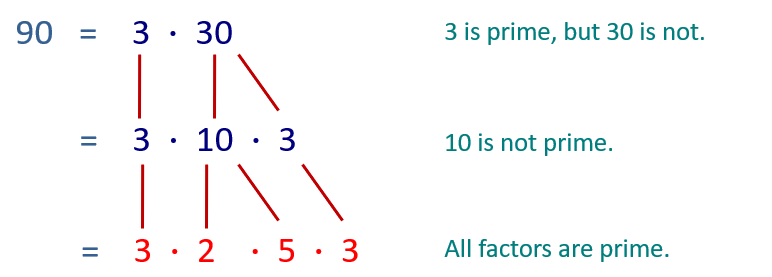 90 = 3 · 30 3 is prime, but 30 is not.
= 3 · 10 · 3 10 is not prime.
= 3 · 2 · 5 · 3 All factors are prime.